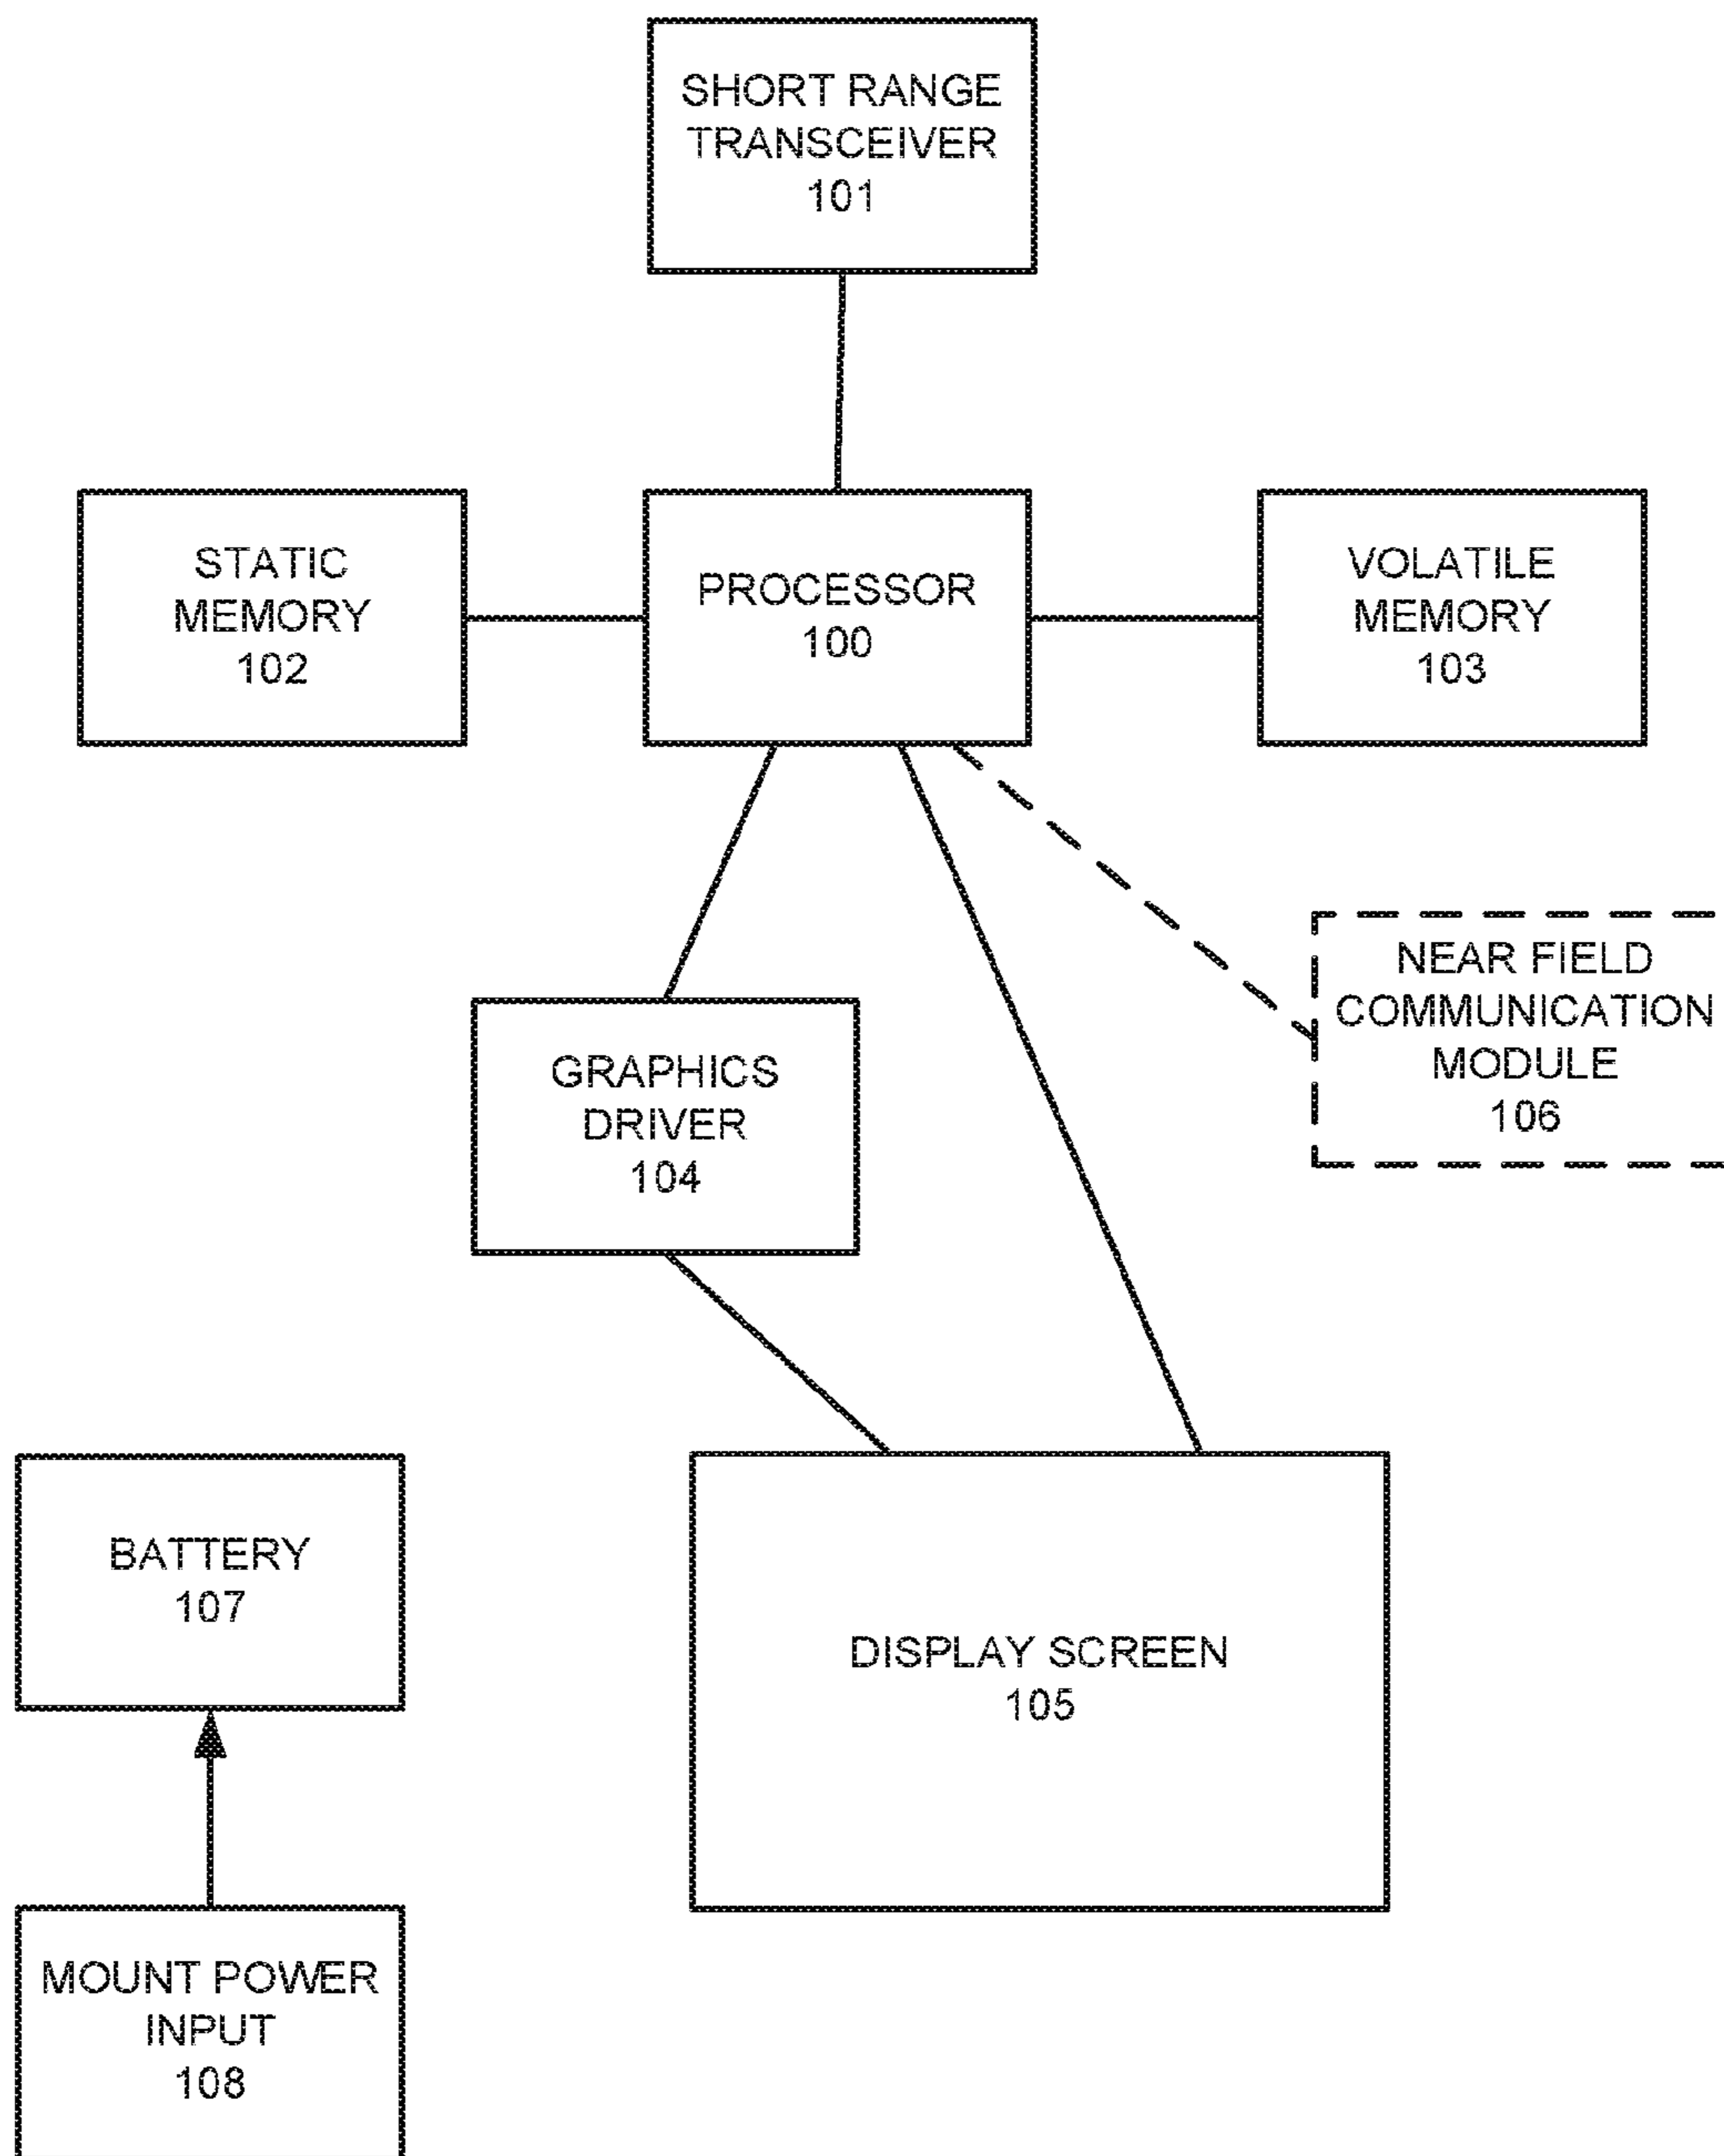 SHORT RANGE
TRANSCEIVER
101
STATIC
MEMORY
102
PROCESSOR
100
VOLATILE
MEMORY
103
NEAR FIELD
COMMUNICATION
MODULE
106
GRAPHICS
DRIVER
104
BATTERY
107
DISPLAY SCREEN
105
MOUNT POWER
INPUT
108